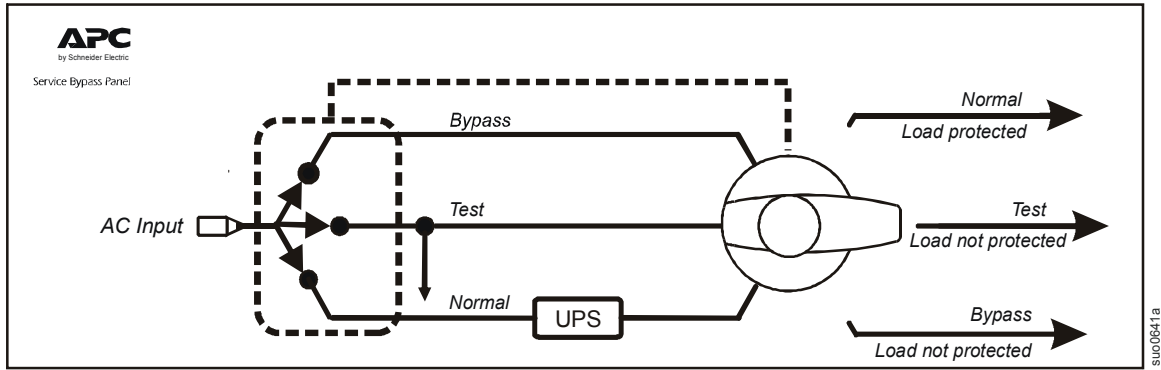 APC
by Schneider Electric
Service Bypass Panel
Bypass
Normal
Load protected
AC Input
Test
Test
Load not protected
Normal
UPS
Bypass
Load not protected
suo0641a